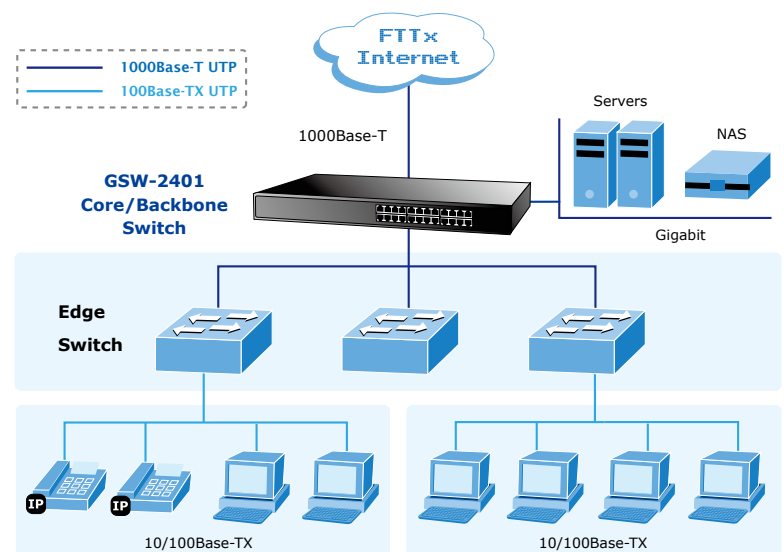 FTTx
Internet
1000Base-T UTP
100Base-TX UTP
Servers
NAS
1000Base-T
GSW-2401
Core/Backbone
Switch
Gigabit
Edge
Switch
IP
IP
10/100Base-TX
10/100Base-TX